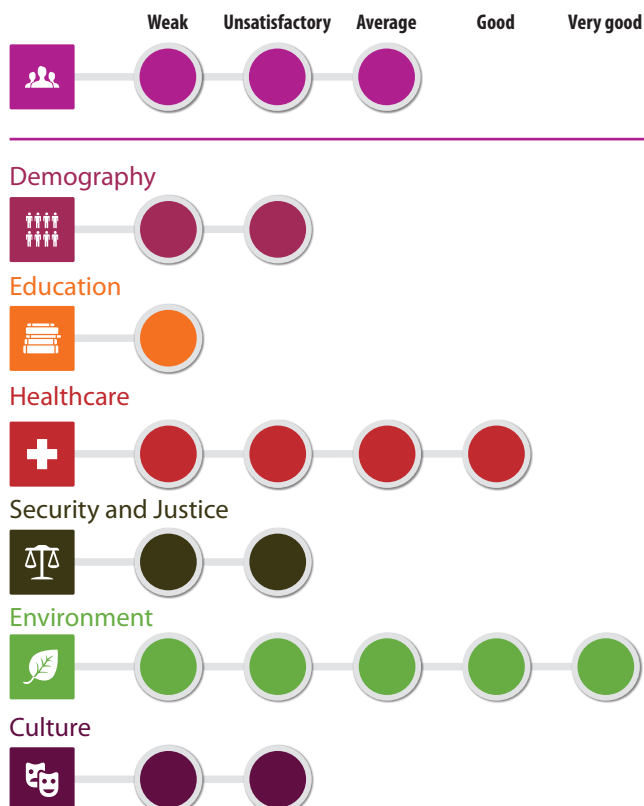 Weak Unsatisfactory Average Good Very good
Demography
Education
Healthcare
Security and Justice
Environment
Culture